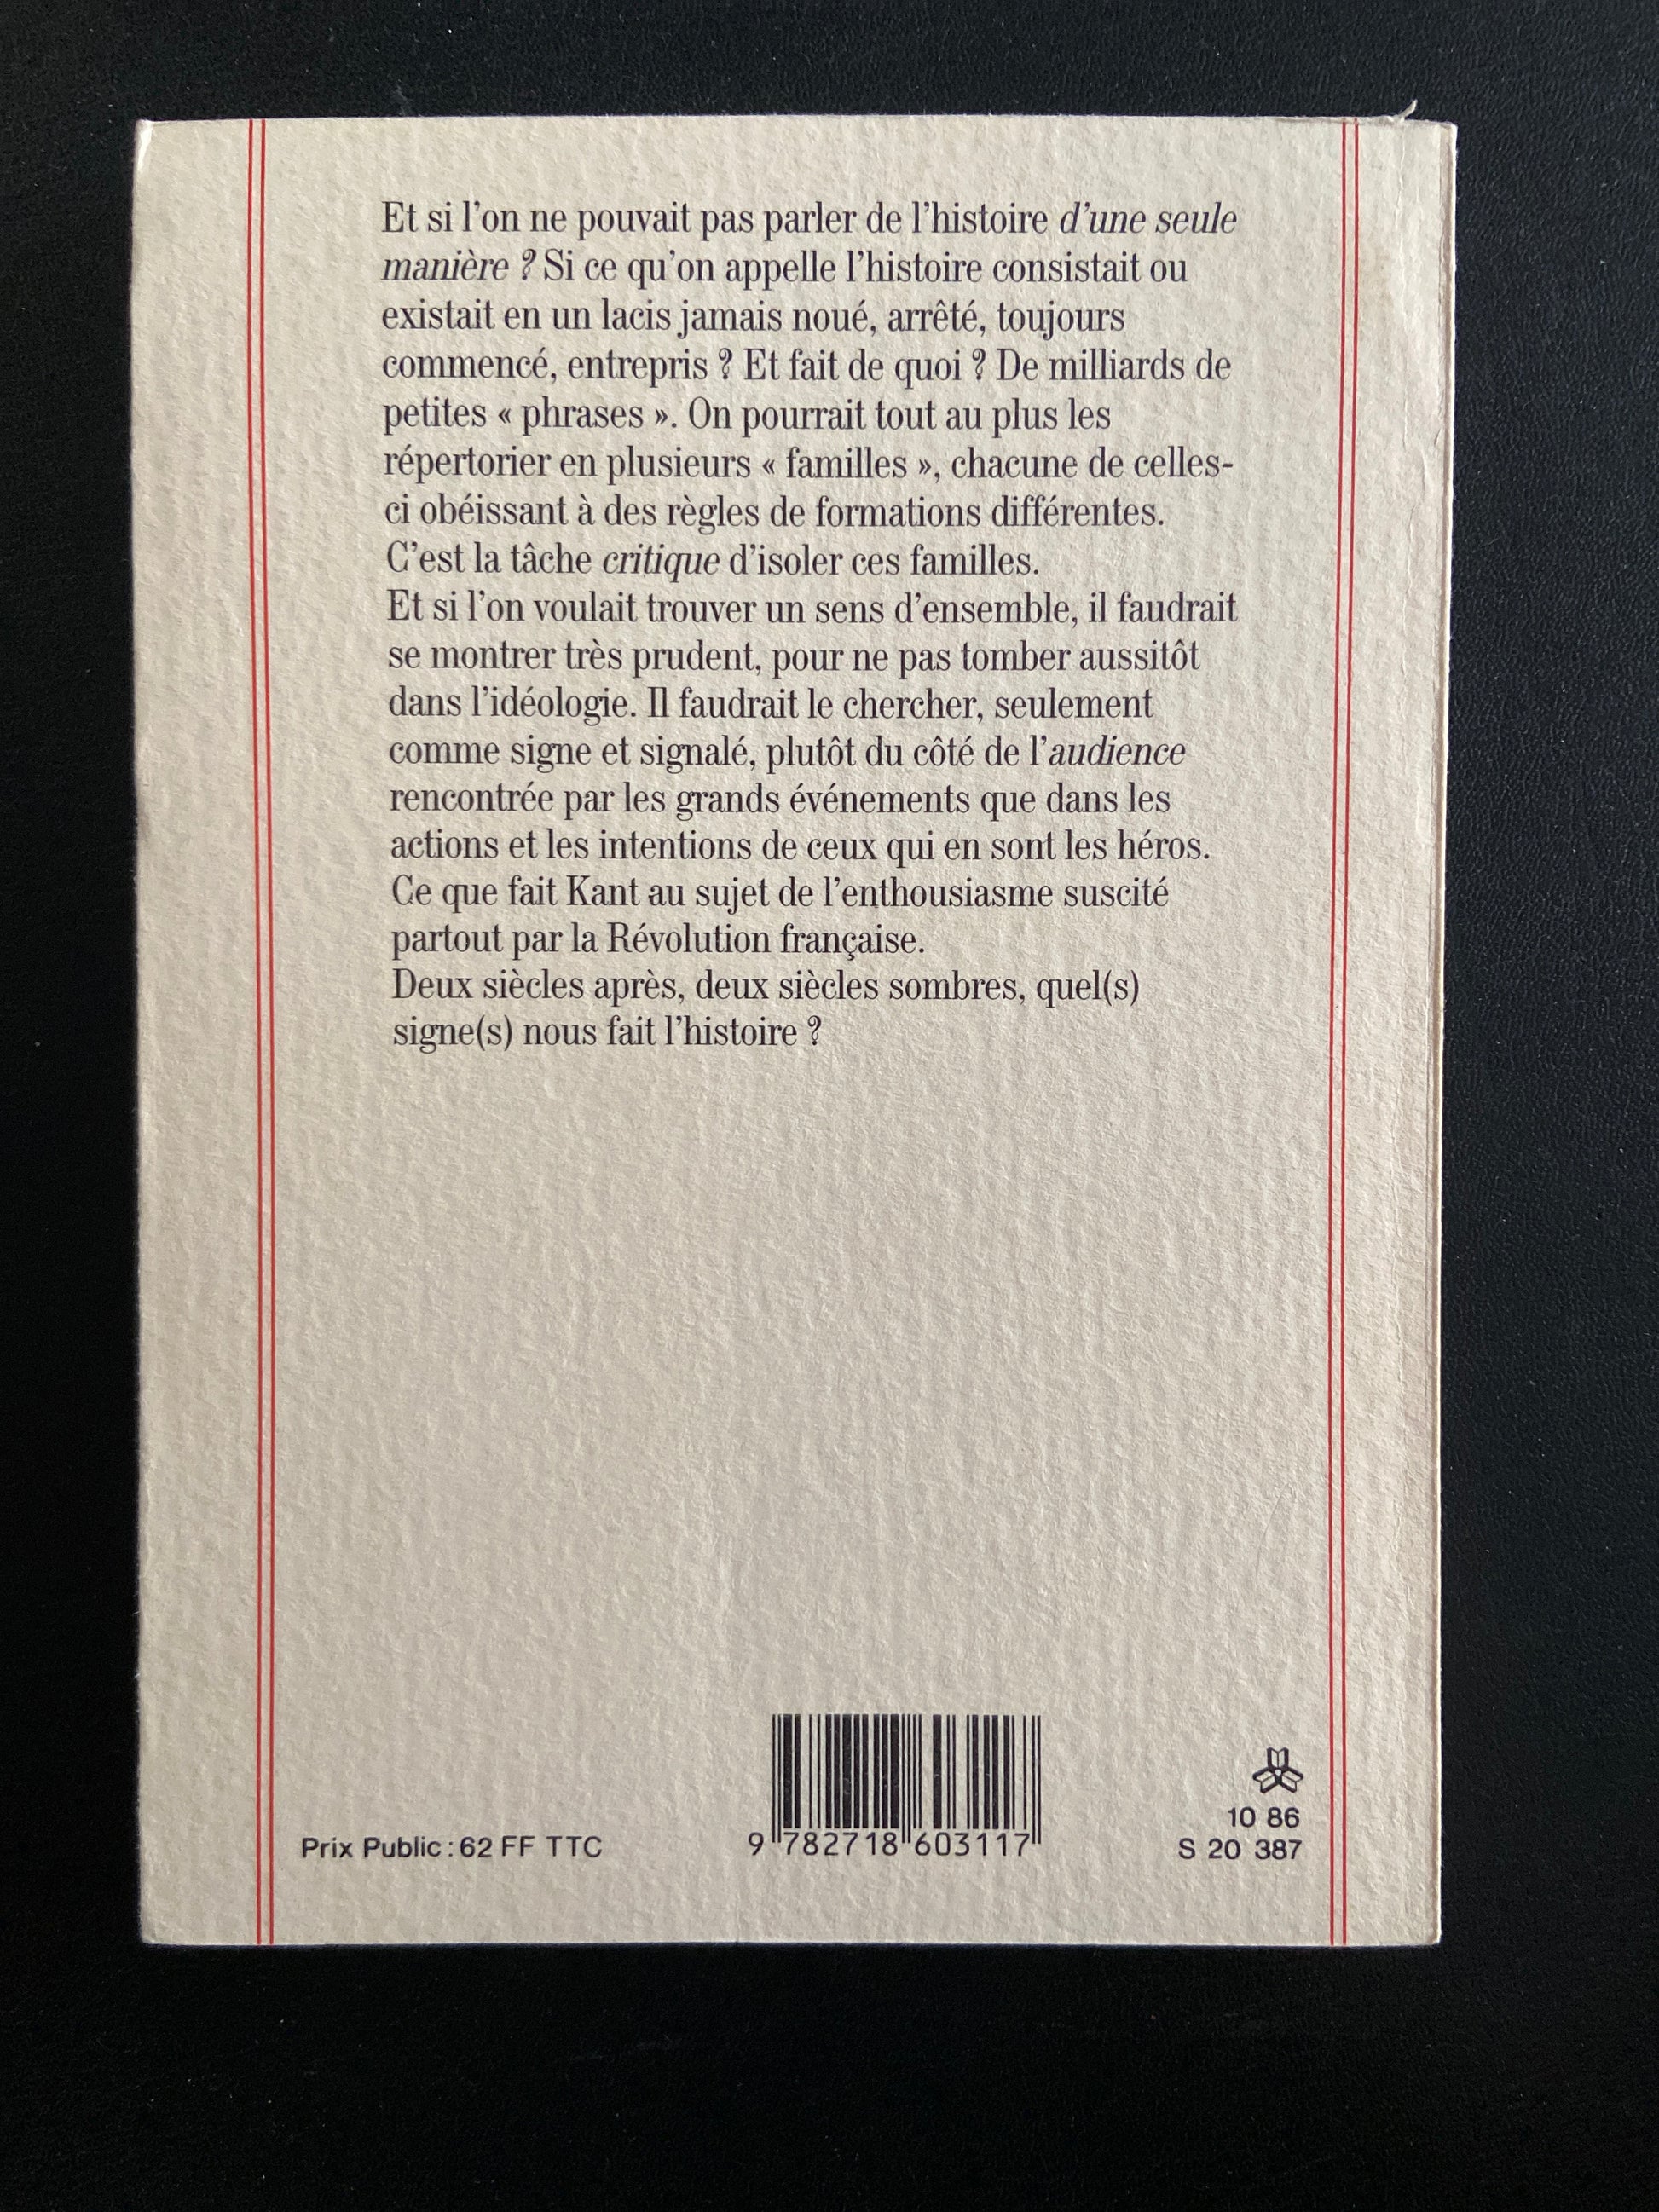 Et si l'on ne pouvait pas parler de l'histoire d'une seule
manière ? Si ce qu'on appelle l'histoire consistait ou
existait en un lacis jamais noué, arrêté, toujours
commencé, entrepris ? Et fait de quoi ? De milliards de
petites « phrases ». On pourrait tout au plus les
répertorier en plusieurs « familles », chacune de celles-
ci obéissant à des règles de formations différentes.
C'est la tâche critique d'isoler ces familles.
Et si l'on voulait trouver un sens d'ensemble, il faudrait
se montrer très prudent, pour ne pas tomber aussitôt
dans l'idéologie. Il faudrait le chercher, seulement
comme signe et signalé, plutôt du côté de l'audience
rencontrée par les grands événements que dans les
actions et les intentions de ceux qui en sont les héros.
Ce que fait Kant au sujet de l'enthousiasme suscité
partout par la Révolution française.
Deux siècles après, deux siècles sombres, quel(s)
signe(s) nous fait l'histoire ?
Prix Public : 62 FF TTC
9 782718 603117
10 86
S 20 387